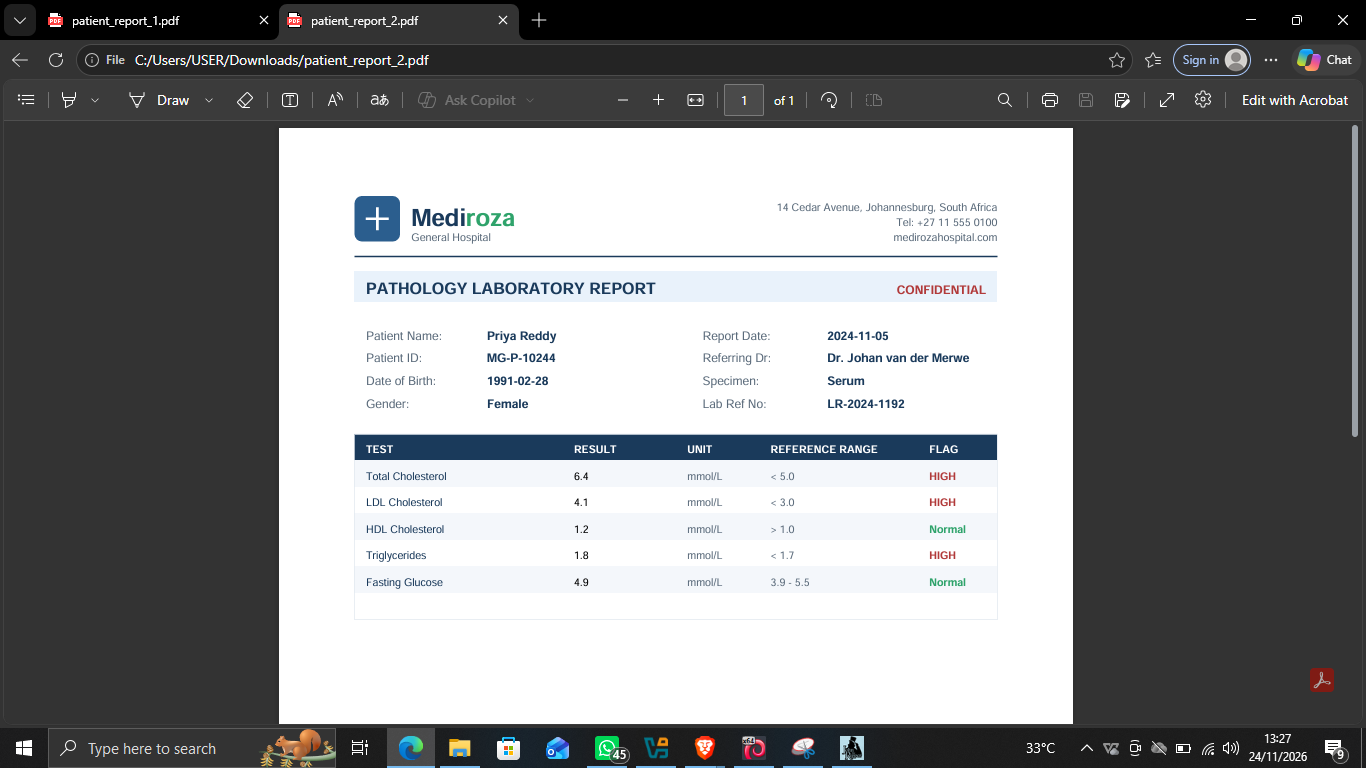 patient_report_1.pdf
patient_report_2.pdf
File C:/Users/USER/Downloads/patient_report_2.pdf
Sign in
Chat
Draw
Ask Copilot
1 of 1
Edit with Acrobat
Mediroza
General Hospital
14 Cedar Avenue, Johannesburg, South Africa
Tel: +27 11 555 0100
medirozahospital.com
PATHOLOGY LABORATORY REPORT CONFIDENTIAL
Patient Name: Priya Reddy Report Date: 2024-11-05
Patient ID: MG-P-10244 Referring Dr: Dr. Johan van der Merwe
Date of Birth: 1991-02-28 Specimen: Serum
Gender: Female Lab Ref No: LR-2024-1192
TEST RESULT UNIT REFERENCE RANGE FLAG
Total Cholesterol 6.4 mmol/L < 5.0 HIGH
LDL Cholesterol 4.1 mmol/L < 3.0 HIGH
HDL Cholesterol 1.2 mmol/L > 1.0 Normal
Triglycerides 1.8 mmol/L < 1.7 HIGH
Fasting Glucose 4.9 mmol/L 3.9 - 5.5 Normal
Type here to search
45
x64
33°C
13:27
24/11/2026
9